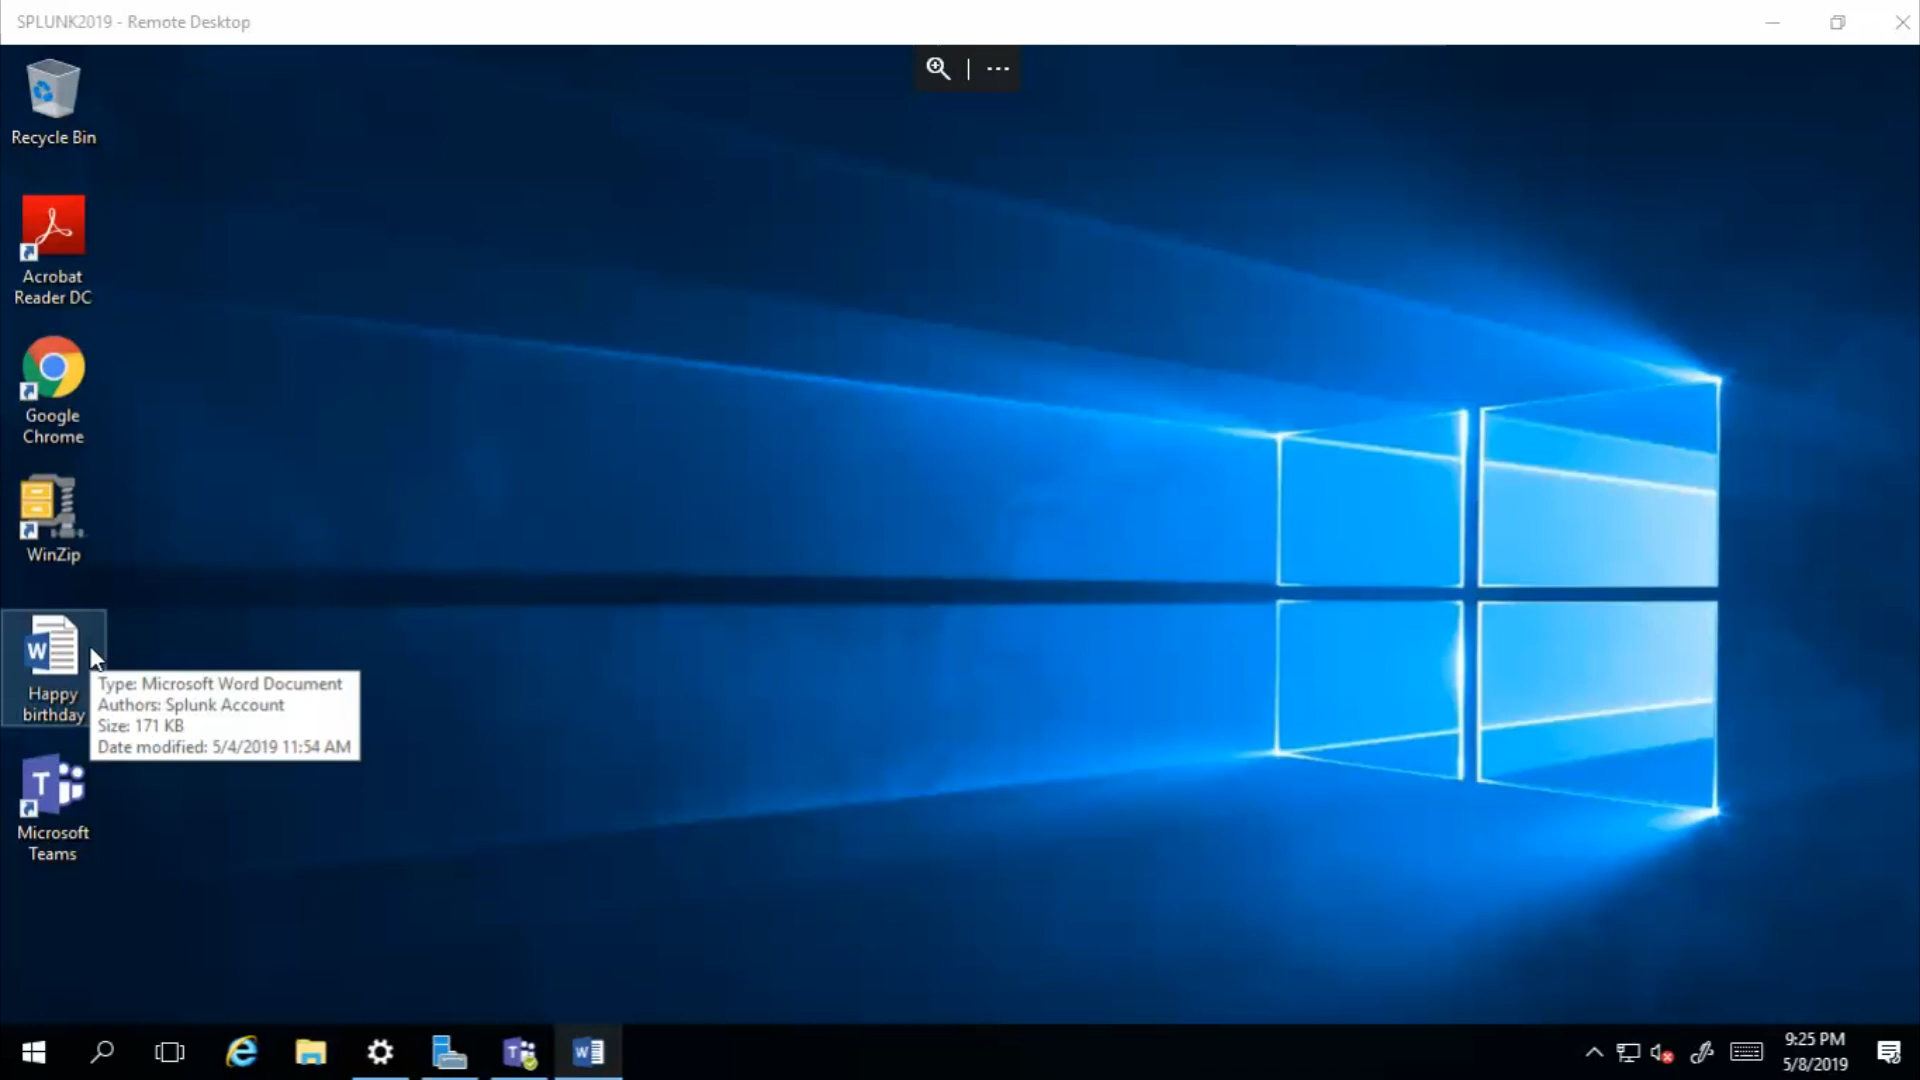 SPLUNK2019 - Remote Desktop
Recycle Bin
Acrobat
Reader DC
Google
Chrome
WinZip
W
Happy
birthday
Type: Microsoft Word Document
Authors: Splunk Account
Size: 171 KB
Date modified: 5/4/2019 11:54 AM
T
Microsoft
Teams
T
W
9:25 PM
5/8/2019